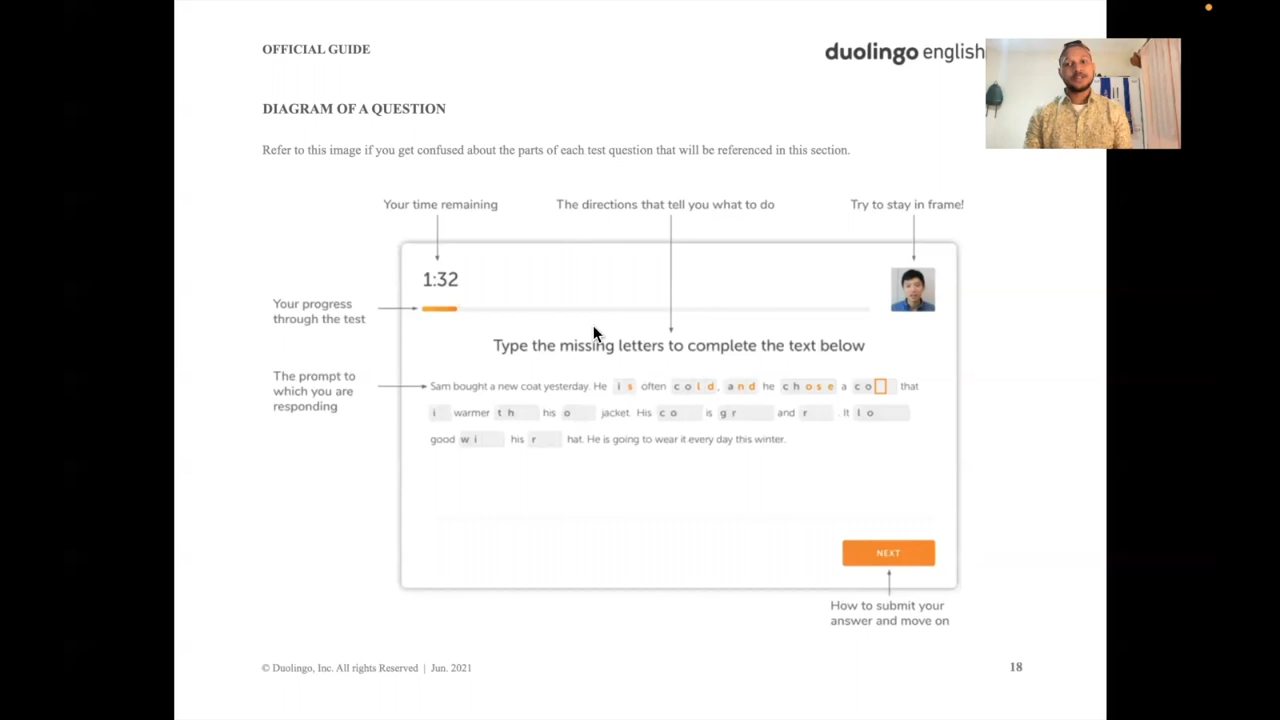 OFFICIAL GUIDE
duolingo english
DIAGRAM OF A QUESTION
Refer to this image if you get confused about the parts of each test question that will be referenced in this section.
Your time remaining
The directions that tell you what to do
Try to stay in frame!
1:32
Your progress
through the test
Type the missing letters to complete the text below
The prompt to
which you are
responding
Sam bought a new coat yesterday. He is often cold, and he chose a co that
i warmer th his o jacket. His co is gr and r . It lo
good wi his r hat. He is going to wear it every day this winter.
NEXT
How to submit your
answer and move on
© Duolingo, Inc. All rights Reserved | Jun. 2021
18